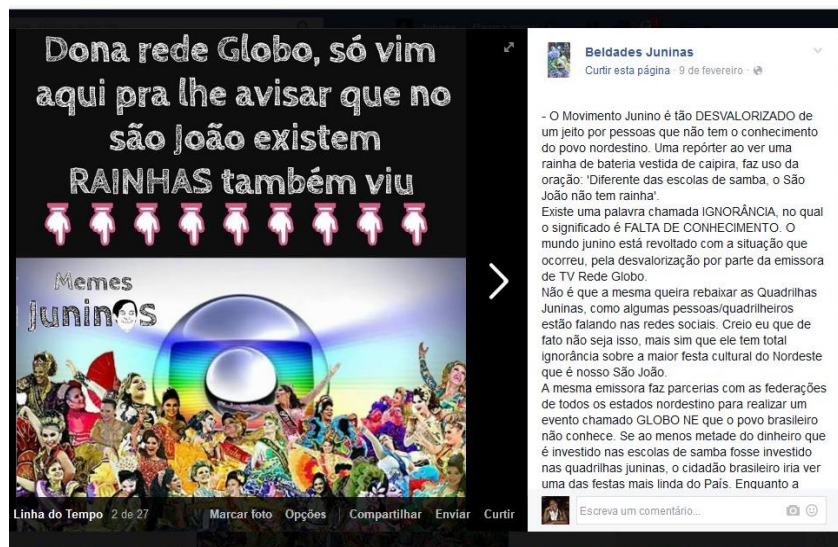 Dona rede Globo, só vim
aqui pra lhe avisar que no
são João existem
RAINHAS também viu
Memes
Juninos
Linha do Tempo 2 de 27
Marcar foto Opções Compartilhar Enviar Curtir
Beldades Juninas
Curtir esta página · 9 de fevereiro ·
- O Movimento Junino é tão DESVALORIZADO de
um jeito por pessoas que não tem o conhecimento
do povo nordestino. Uma repórter ao ver uma
rainha de bateria vestida de caipira, faz uso da
oração: 'Diferente das escolas de samba, o São
João não tem rainha'.
Existe uma palavra chamada IGNORÂNCIA, no qual
o significado é FALTA DE CONHECIMENTO. O
mundo junino está revoltado com a situação que
ocorreu, pela desvalorização por parte da emissora
de TV Rede Globo.
Não é que a mesma queira rebaixar as Quadrilhas
Juninas, como algumas pessoas/quadrilheiros
estão falando nas redes sociais. Creio eu que de
fato não seja isso, mais sim que ele tem total
ignorância sobre a maior festa cultural do Nordeste
que é nosso São João.
A mesma emissora faz parcerias com as federações
de todos os estados nordestino para realizar um
evento chamado GLOBO NE que o povo brasileiro
não conhece. Se ao menos metade do dinheiro que
é investido nas escolas de samba fosse investido
nas quadrilhas juninas, o cidadão brasileiro iria ver
uma das festas mais linda do País. Enquanto a
Escreva um comentário...